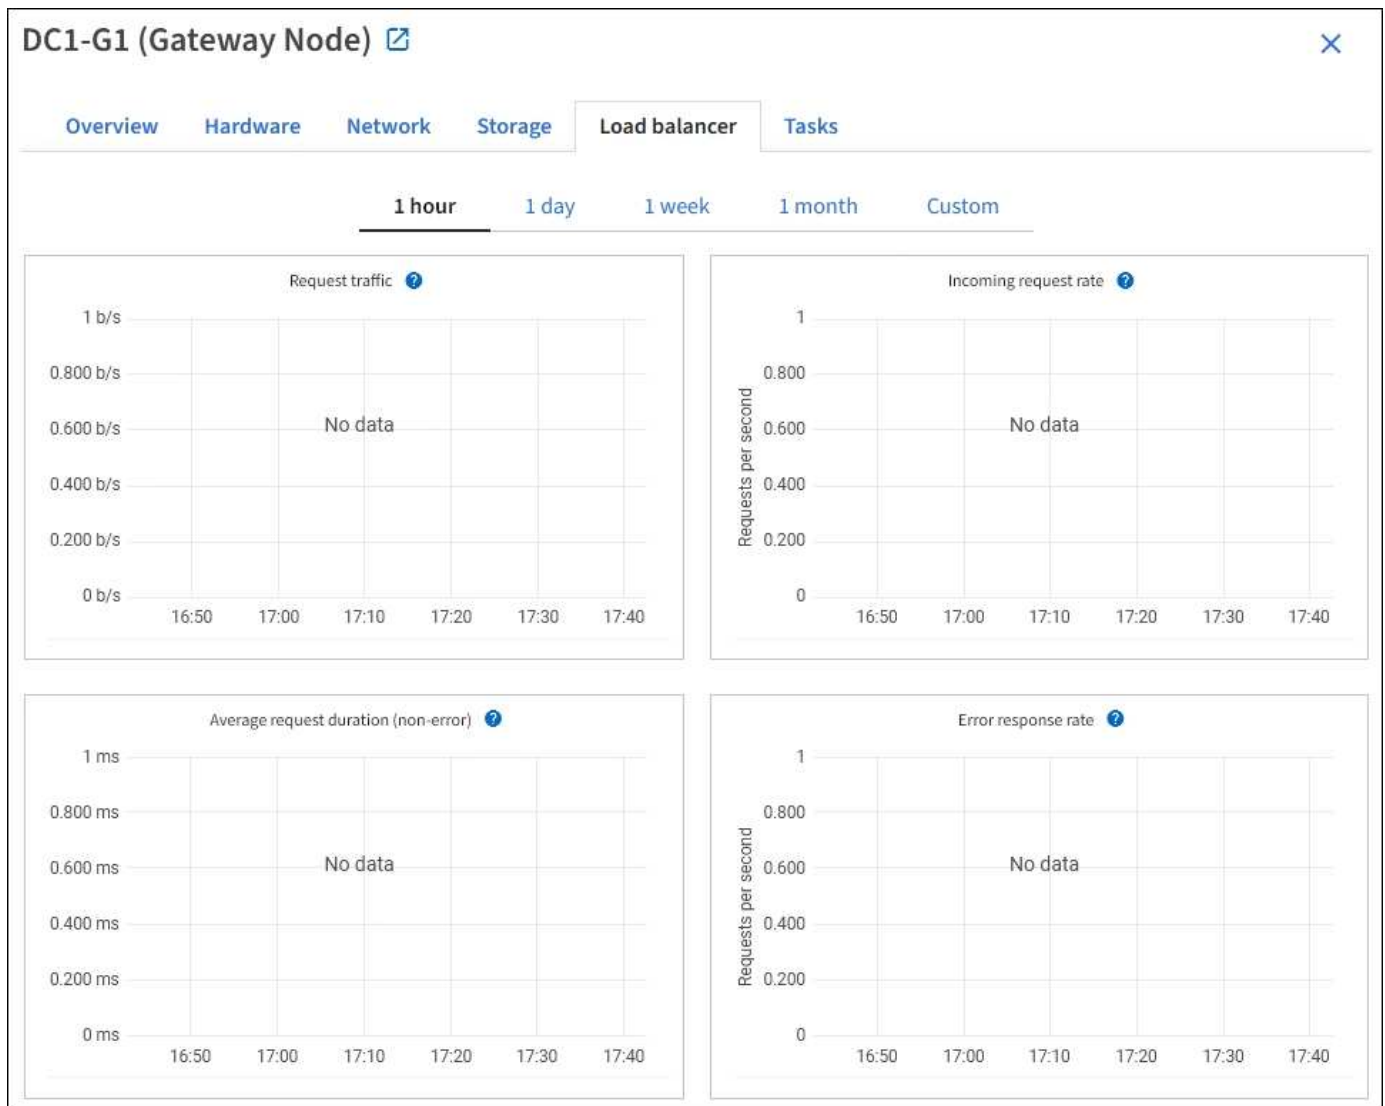 DC1-G1 (Gateway Node)
Overview Hardware Network Storage Load balancer Tasks
1 hour 1 day 1 week 1 month Custom
Request traffic
1 b/s
0.800 b/s
0.600 b/s
0.400 b/s
0.200 b/s
0 b/s
No data
16:50 17:00 17:10 17:20 17:30 17:40
Incoming request rate
Requests per second
1
0.800
0.600
0.400
0.200
0
No data
16:50 17:00 17:10 17:20 17:30 17:40
Average request duration (non-error)
1 ms
0.800 ms
0.600 ms
0.400 ms
0.200 ms
0 ms
No data
16:50 17:00 17:10 17:20 17:30 17:40
Error response rate
Requests per second
1
0.800
0.600
0.400
0.200
0
No data
16:50 17:00 17:10 17:20 17:30 17:40